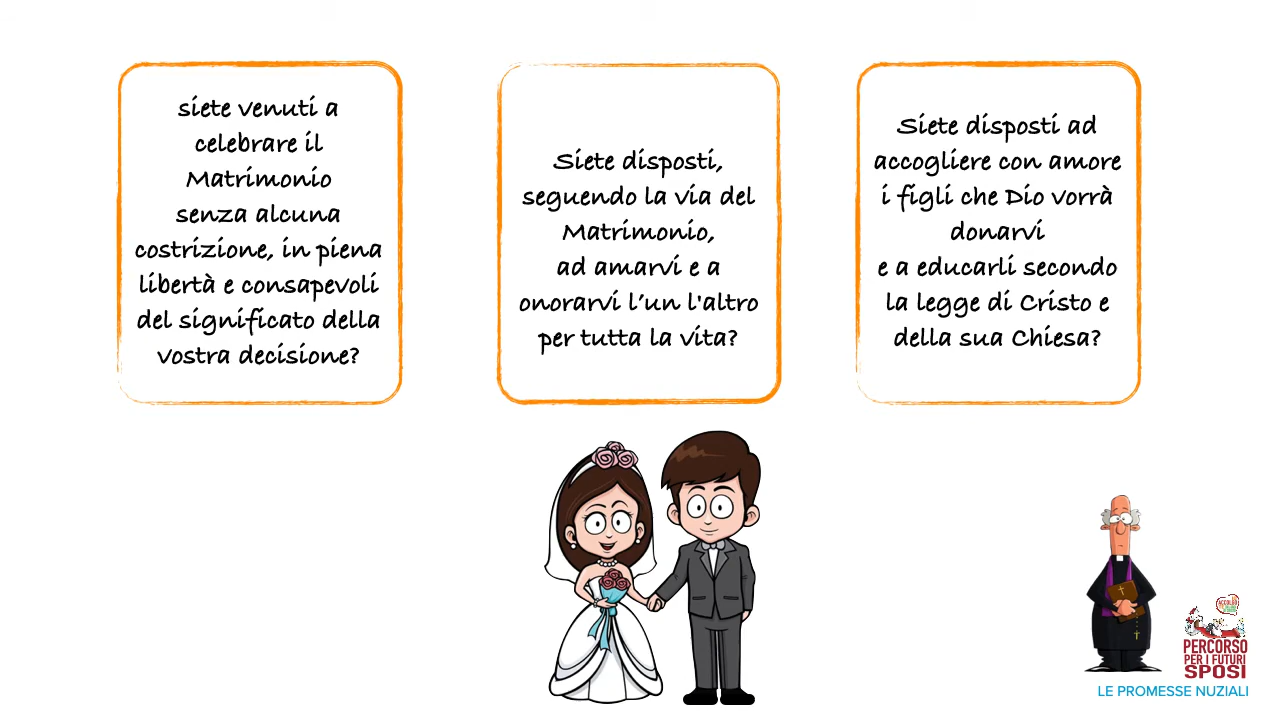 siete venuti a
celebrare il
Matrimonio
senza alcuna
costrizione, in piena
libertà e consapevoli
del significato della
vostra decisione?
Siete disposti,
seguendo la via del
Matrimonio,
ad amarvi e a
onorarvi l’un l'altro
per tutta la vita?
Siete disposti ad
accogliere con amore
i figli che Dio vorrà
donarvi
e a educarli secondo
la legge di Cristo e
della sua Chiesa?
PERCORSO
PER I FUTURI
SPOSI
LE PROMESSE NUZIALI